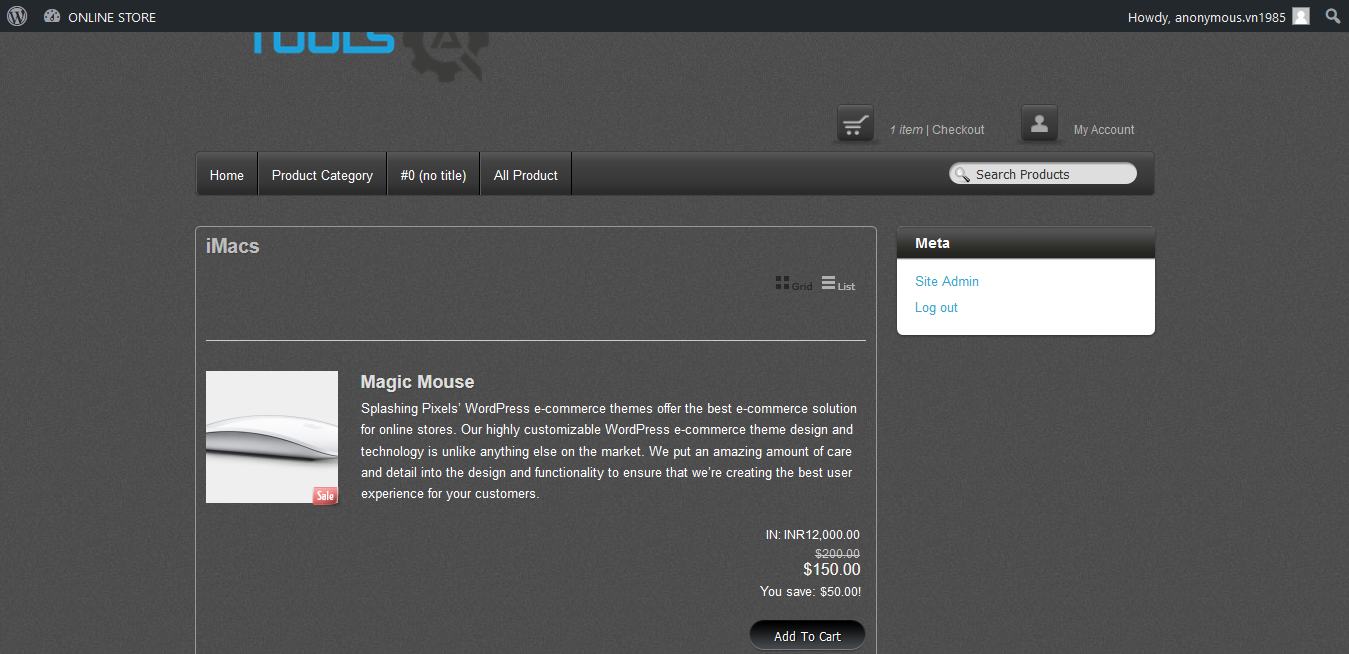 ONLINE STORE
Howdy, anonymous.vn1985
TOOLS
1 item | Checkout
My Account
Home
Product Category
#0 (no title)
All Product
Search Products
iMacs
Grid
List
Meta
Site Admin
Log out
Magic Mouse
Splashing Pixels’ WordPress e-commerce themes offer the best e-commerce solution
for online stores. Our highly customizable WordPress e-commerce theme design and
technology is unlike anything else on the market. We put an amazing amount of care
and detail into the design and functionality to ensure that we’re creating the best user
experience for your customers.
Sale
IN: INR12,000.00
$200.00
$150.00
You save: $50.00!
Add To Cart